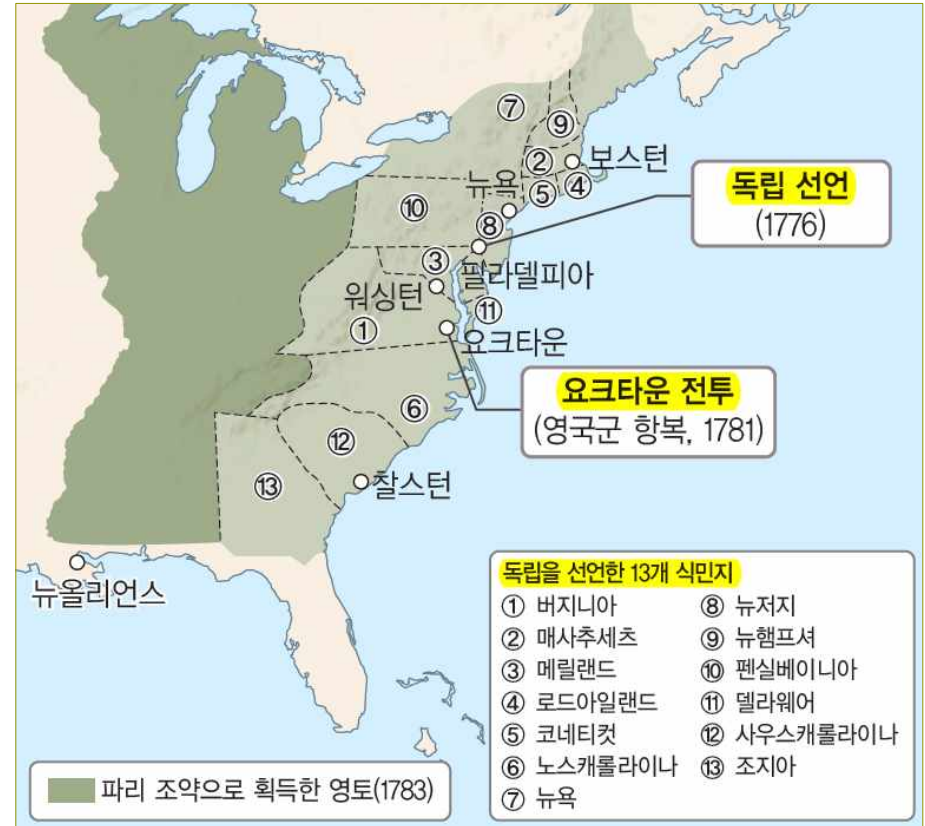 ⑦
⑨
②
보스턴
뉴욕
⑤
④
독립 선언
(1776)
⑩
⑧
③
필라델피아
워싱턴
⑪
①
요크타운
요크타운 전투
(영국군 항복, 1781)
⑥
⑫
⑬
찰스턴
뉴올리언스
독립을 선언한 13개 식민지
① 버지니아
② 매사추세츠
③ 메릴랜드
④ 로드아일랜드
⑤ 코네티컷
⑥ 노스캐롤라이나
⑦ 뉴욕
⑧ 뉴저지
⑨ 뉴햄프셔
⑩ 펜실베이니아
⑪ 델라웨어
⑫ 사우스캐롤라이나
⑬ 조지아
파리 조약으로 획득한 영토(1783)